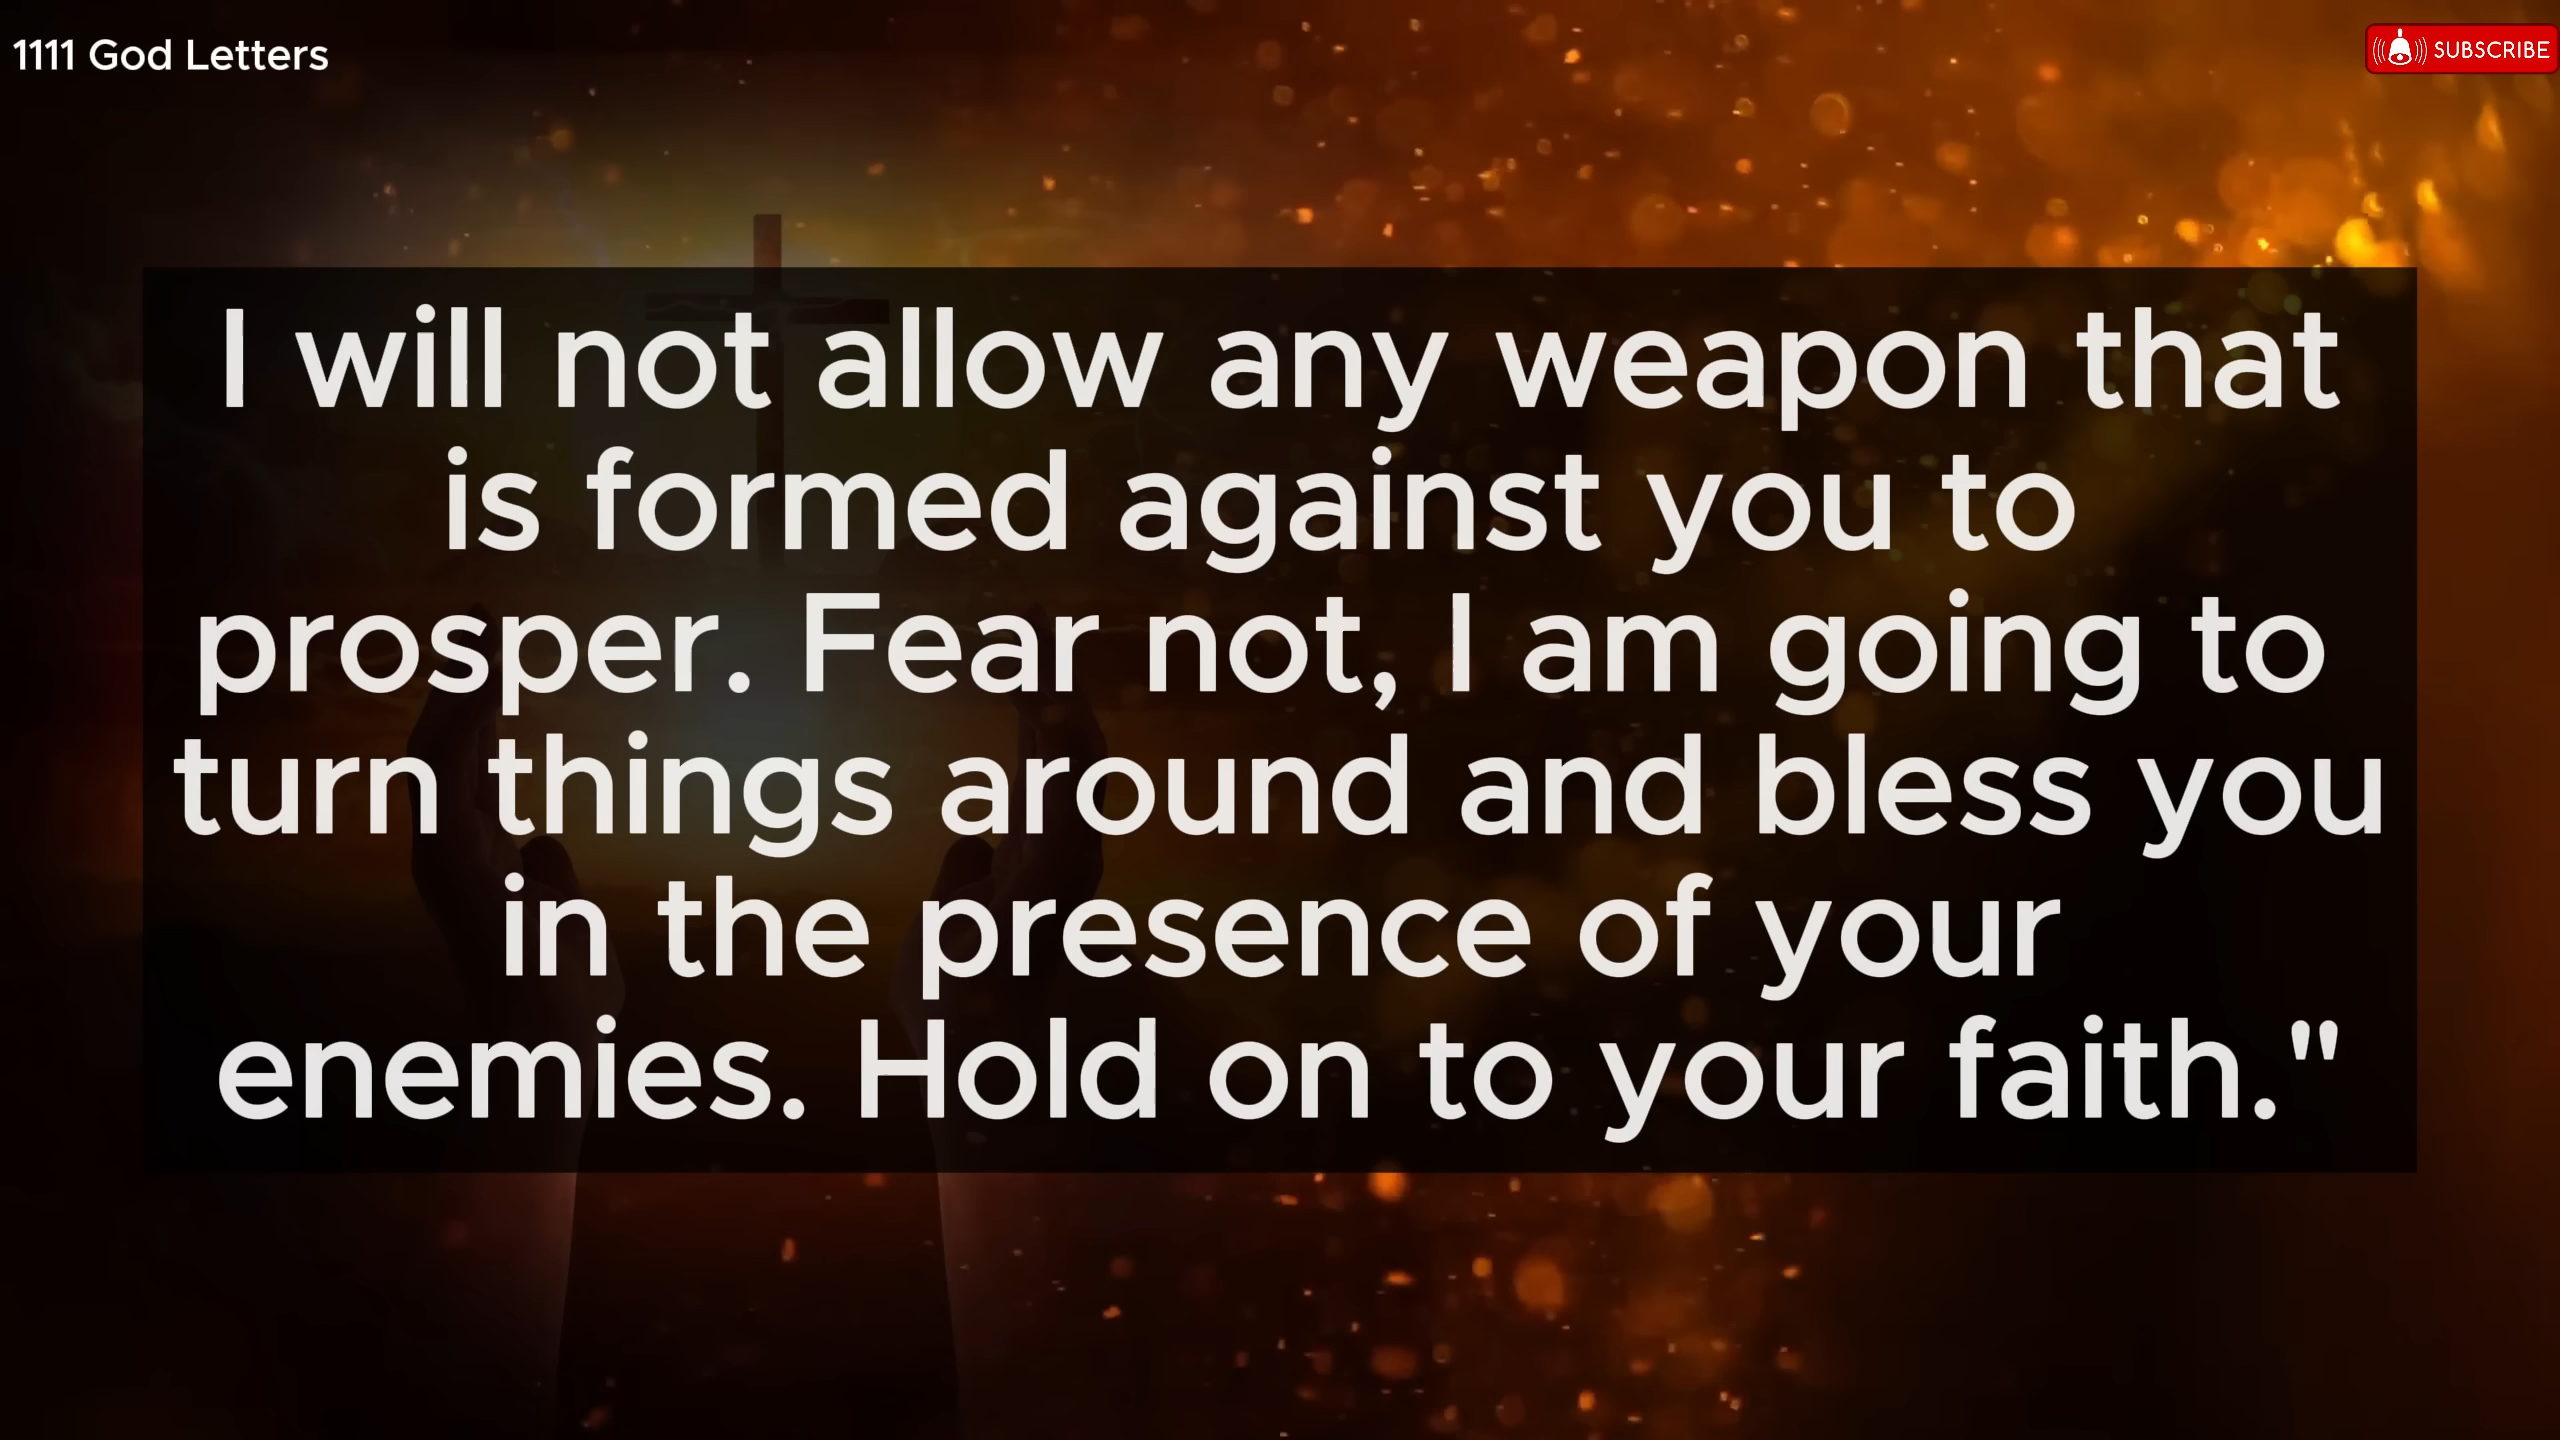 1111 God Letters
SUBSCRIBE
I will not allow any weapon that
is formed against you to
prosper. Fear not, I am going to
turn things around and bless you
in the presence of your
enemies. Hold on to your faith."